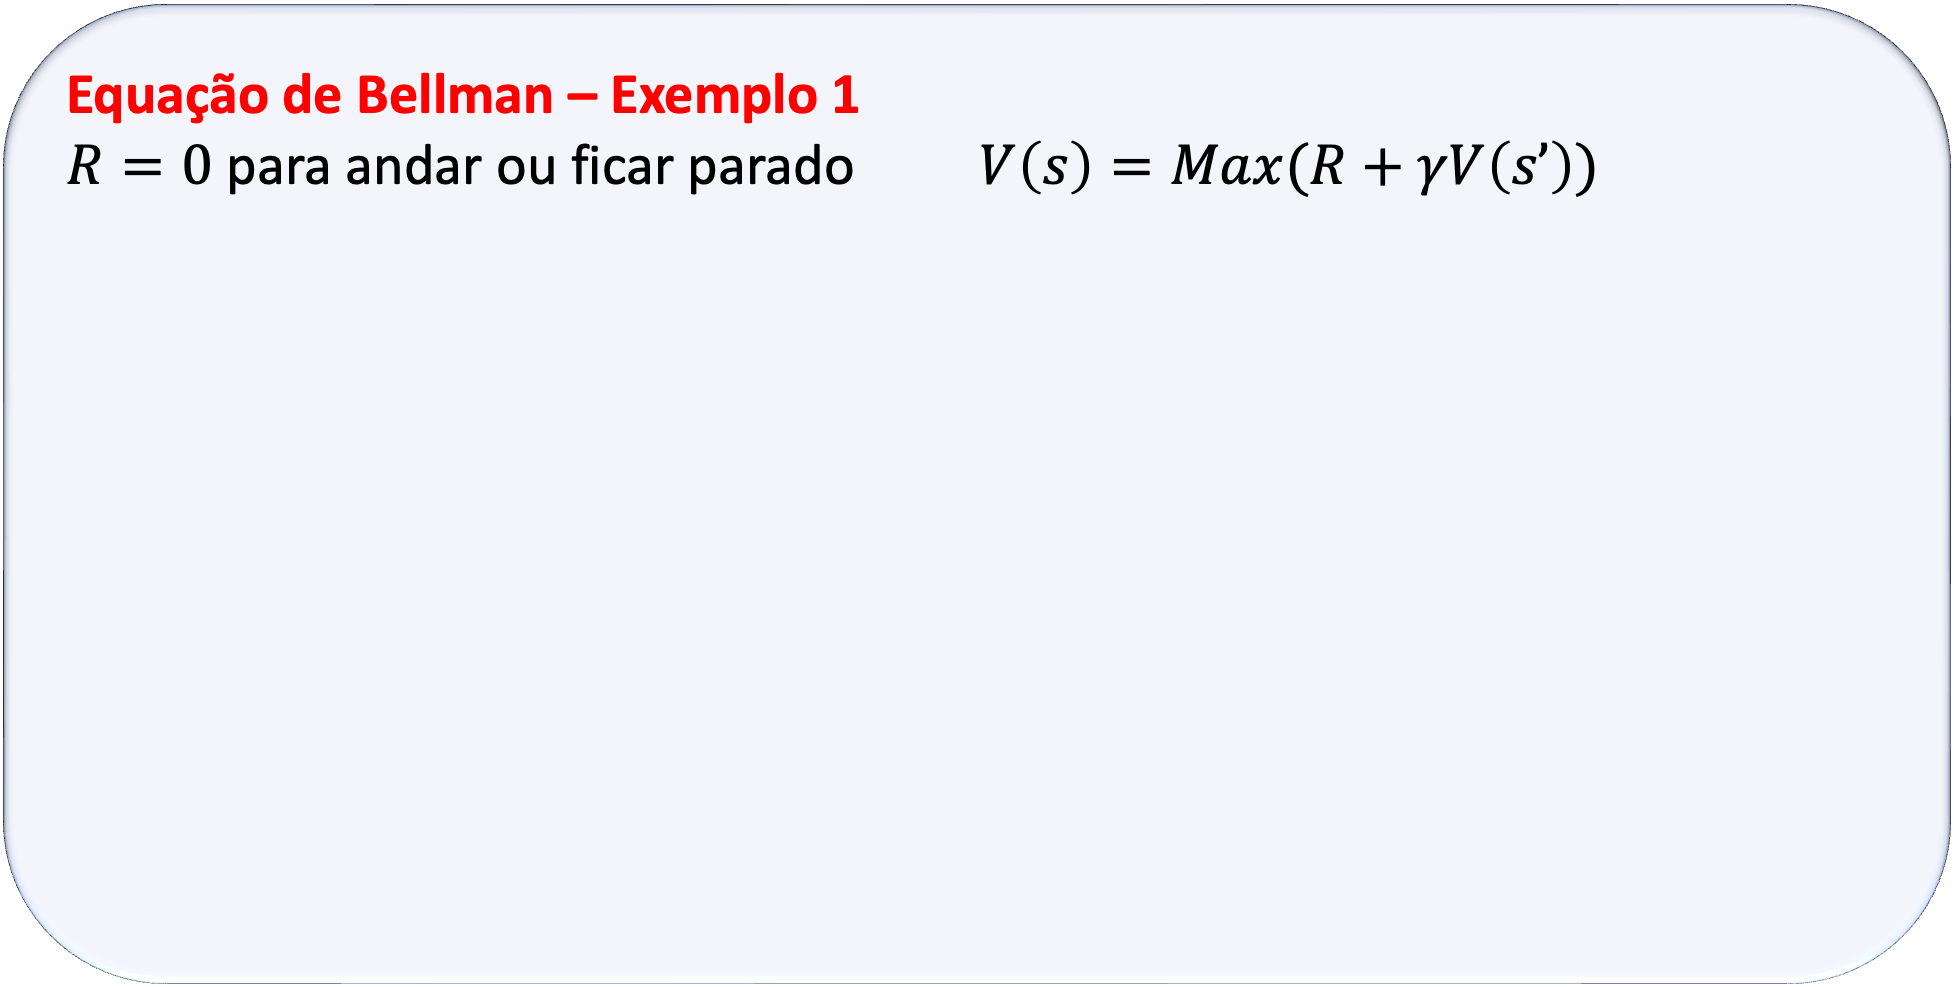 Equação de Bellman – Exemplo 1
R = 0 para andar ou ficar parado V(s) = Max(R + γV(s’))